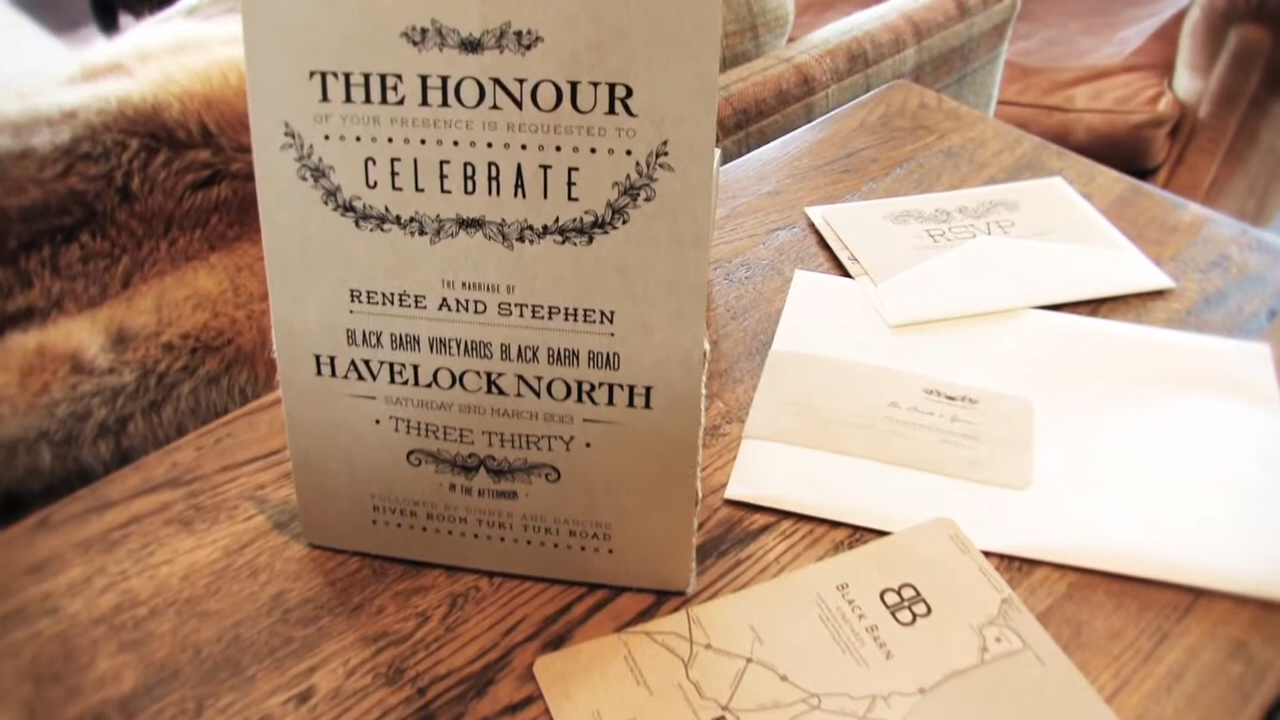 THE HONOUR
OF YOUR PRESENCE IS REQUESTED TO
CELEBRATE
THE MARRIAGE OF
RENÉE AND STEPHEN
BLACK BARN VINEYARDS BLACK BARN ROAD
HAVELOCK NORTH
SATURDAY 2ND MARCH 2013
• THREE THIRTY •
• IN THE AFTERNOON •
FOLLOWED BY DINNER AND DANCING
RIVER ROOM TUKI TUKI ROAD
RSVP
BB
BLACK BARN
VINEYARDS